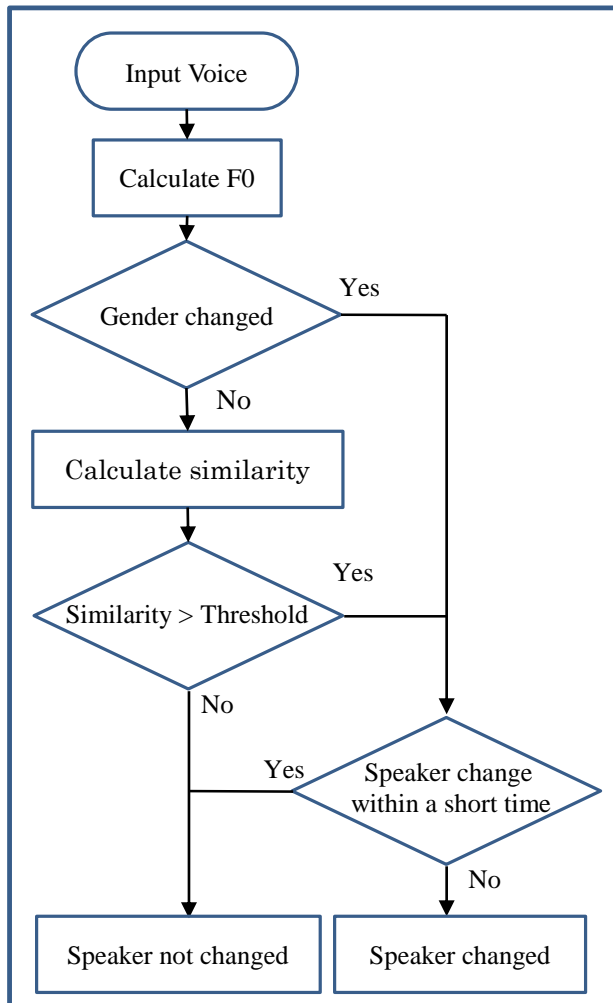 Input Voice
Calculate F0
Yes
Gender changed
No
Calculate similarity
Yes
Similarity > Threshold
No
Yes
Speaker change
within a short time
No
Speaker not changed
Speaker changed